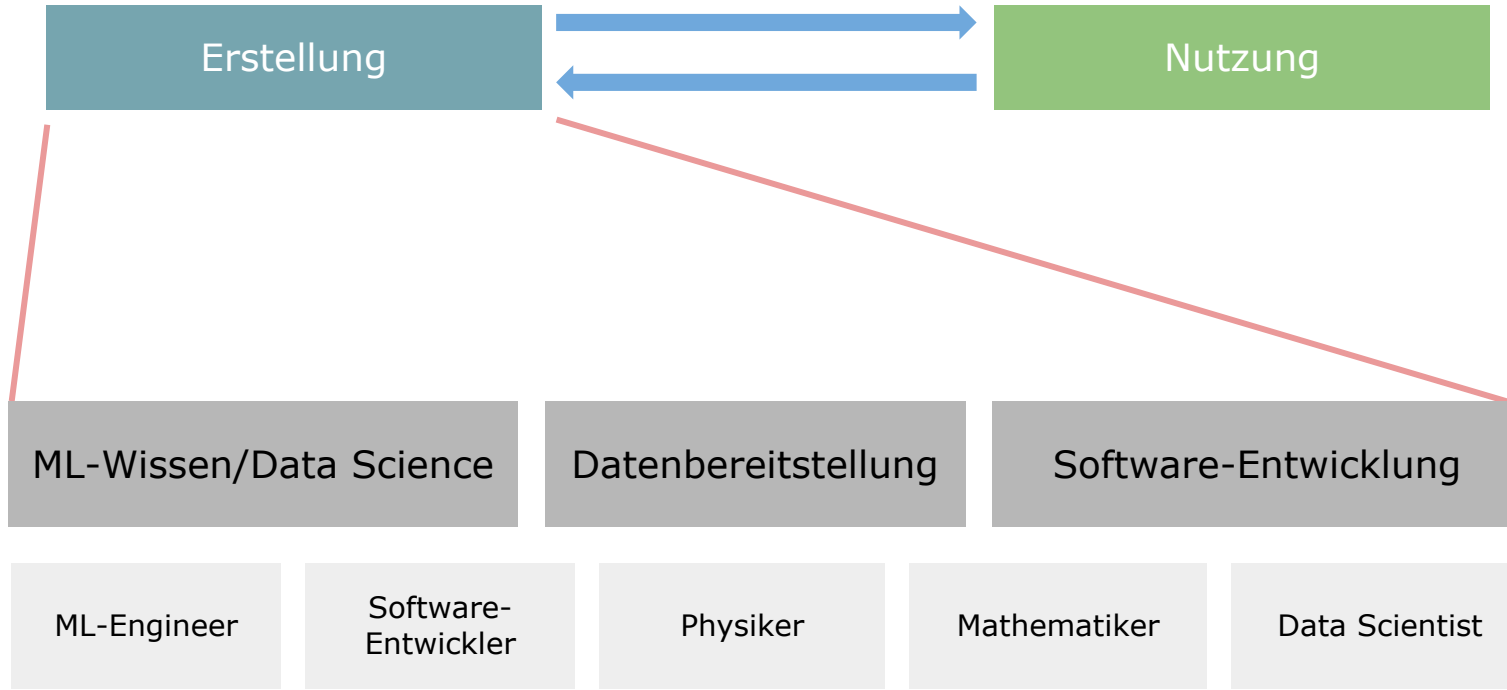 Erstellung
Nutzung
ML-Wissen/Data Science
Datenbereitstellung
Software-Entwicklung
ML-Engineer
Software-
Entwickler
Physiker
Mathematiker
Data Scientist